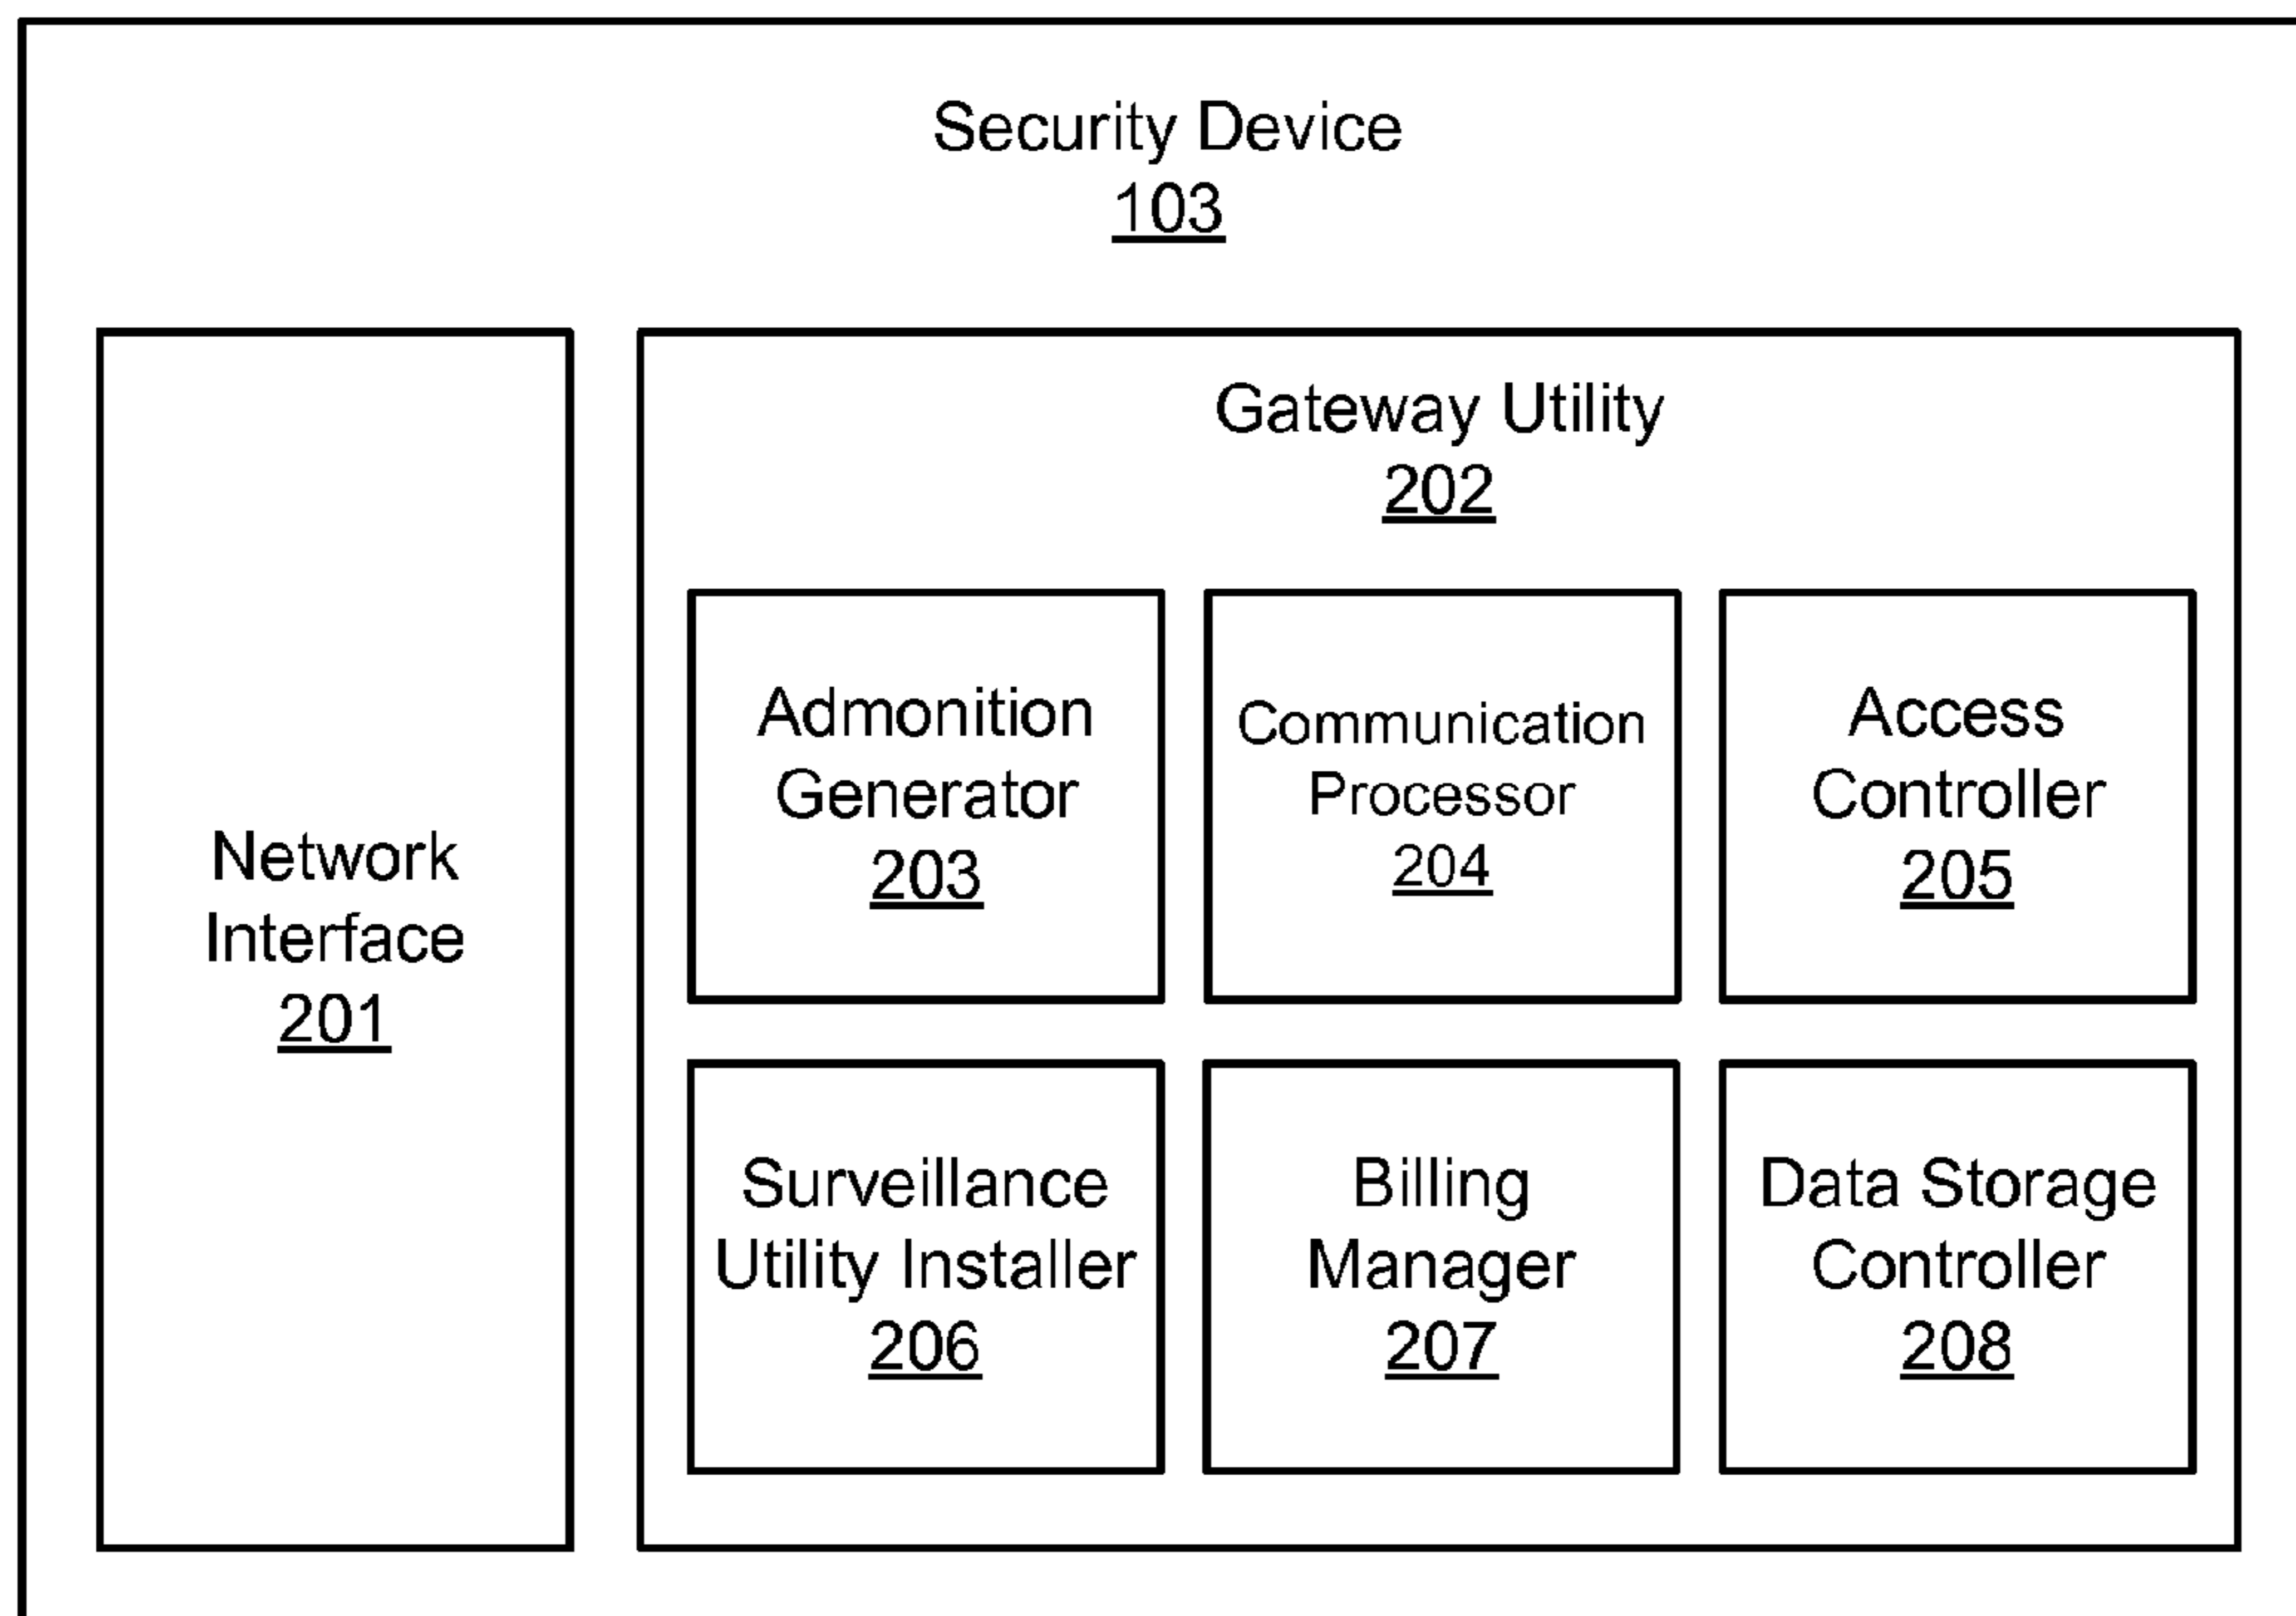 Security Device
103
Network
Interface
201
Gateway Utility
202
Admonition
Generator
203
Communication
Processor
204
Access
Controller
205
Surveillance
Utility Installer
206
Billing
Manager
207
Data Storage
Controller
208